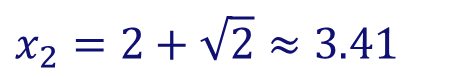 x₂ = 2 + √2 ≈ 3.41